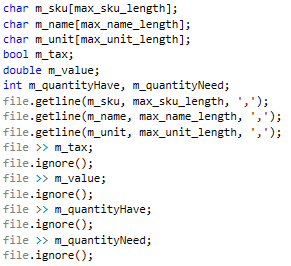 char m_sku[max_sku_length];
char m_name[max_name_length];
char m_unit[max_unit_length];
bool m_tax;
double m_value;
int m_quantityHave, m_quantityNeed;
file.getline(m_sku, max_sku_length, ',');
file.getline(m_name, max_name_length, ',');
file.getline(m_unit, max_unit_length, ',');
file >> m_tax;
file.ignore();
file >> m_value;
file.ignore();
file >> m_quantityHave;
file.ignore();
file >> m_quantityNeed;
file.ignore();